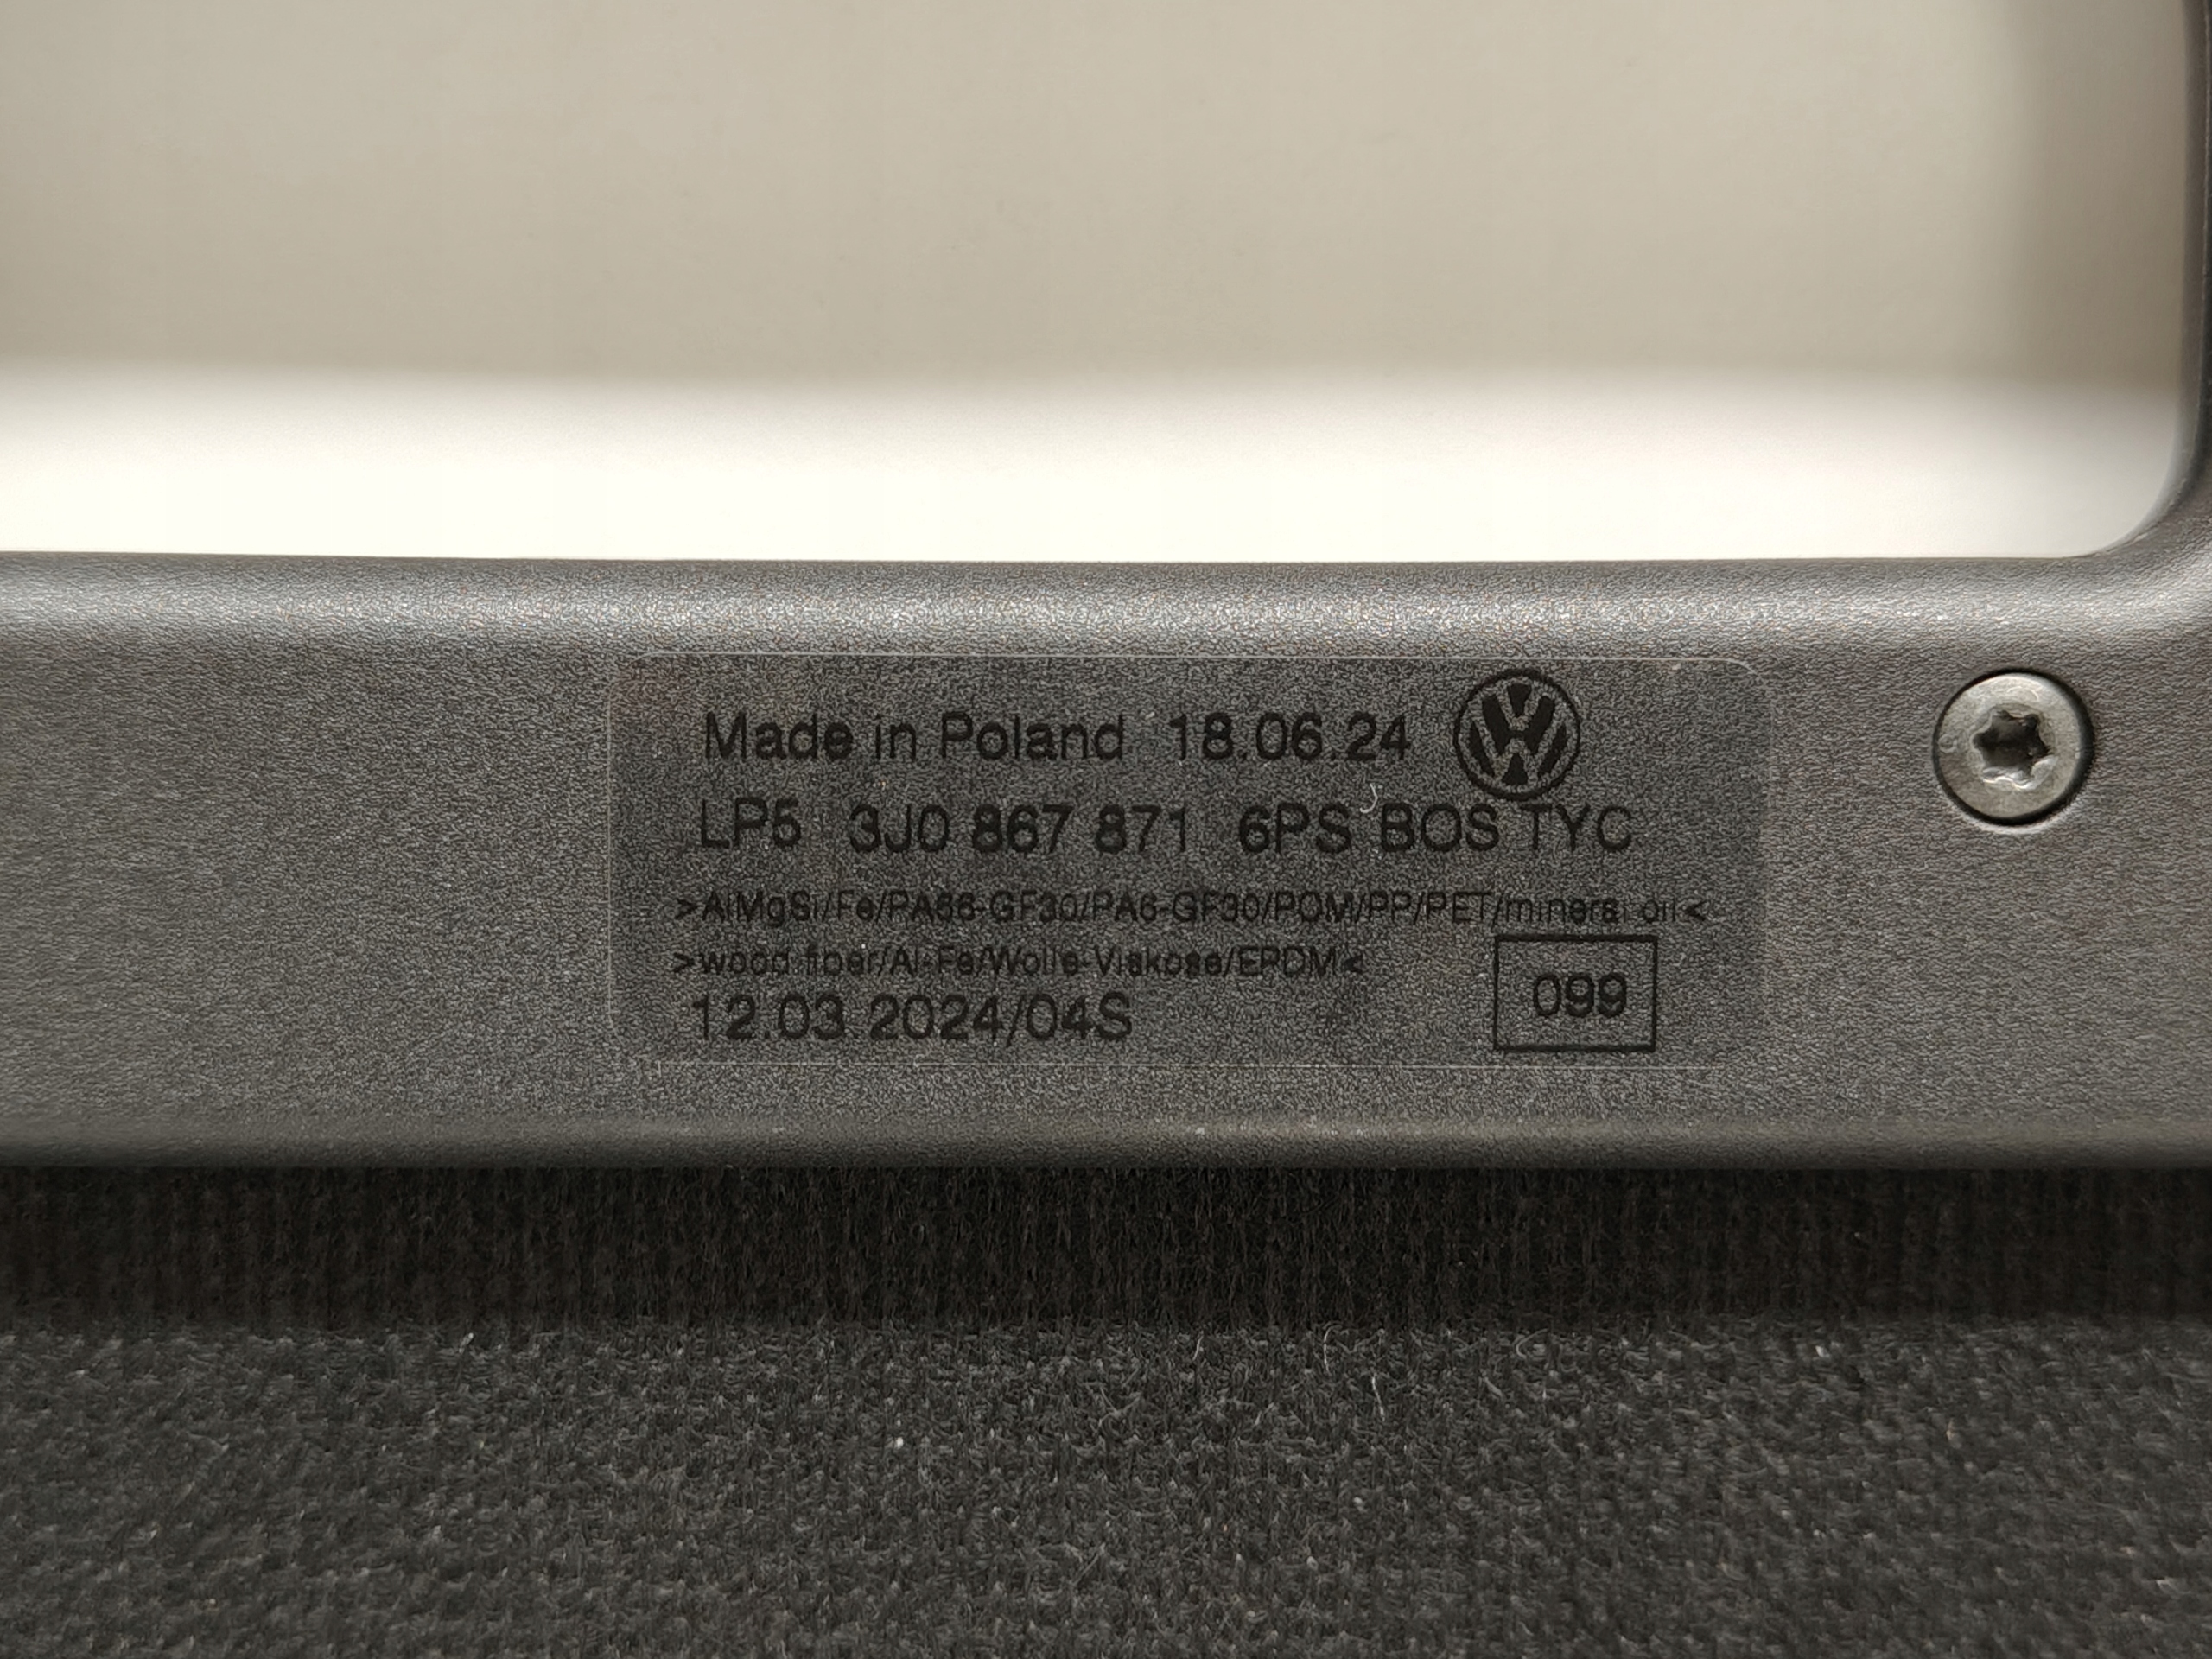 Made in Poland 18.06.24
LP5 3J0 867 871 6PS BOS TYC
>AlMgSi/Fe/PA66-GF30/PA6-GF30/POM/PP/PET/mineral oil<
>wood fiber/Al-Fe/Wolle-Viskose/EPDM<
12.03.2024/04S
099